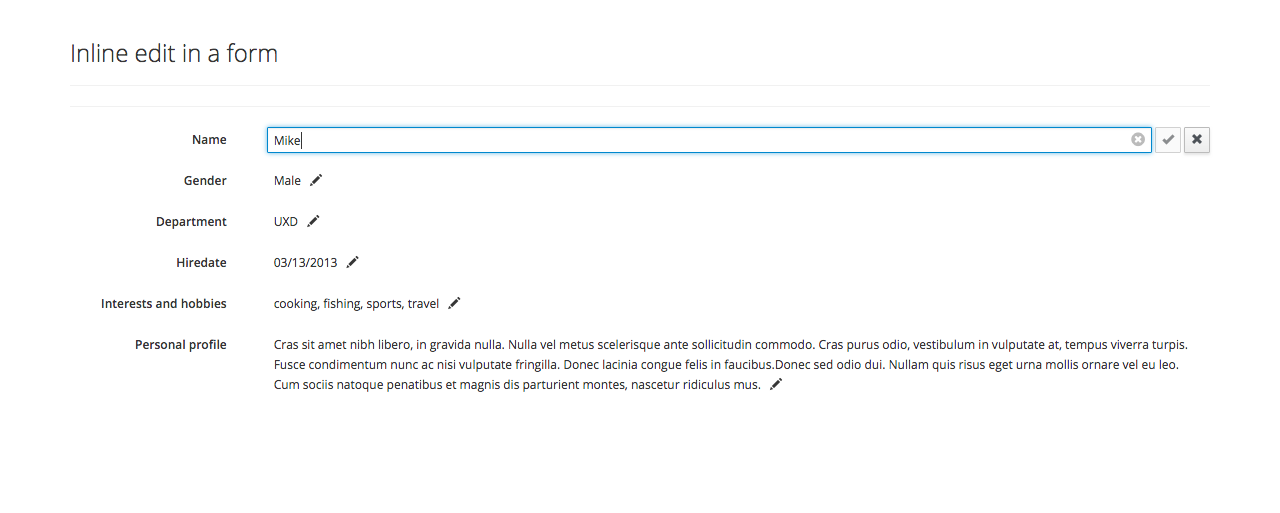 Inline edit in a form
Name Mike
Gender Male
Department UXD
Hiredate 03/13/2013
Interests and hobbies cooking, fishing, sports, travel
Personal profile Cras sit amet nibh libero, in gravida nulla. Nulla vel metus scelerisque ante sollicitudin commodo. Cras purus odio, vestibulum in vulputate at, tempus viverra turpis.
Fusce condimentum nunc ac nisi vulputate fringilla. Donec lacinia congue felis in faucibus.Donec sed odio dui. Nullam quis risus eget urna mollis ornare vel eu leo.
Cum sociis natoque penatibus et magnis dis parturient montes, nascetur ridiculus mus.